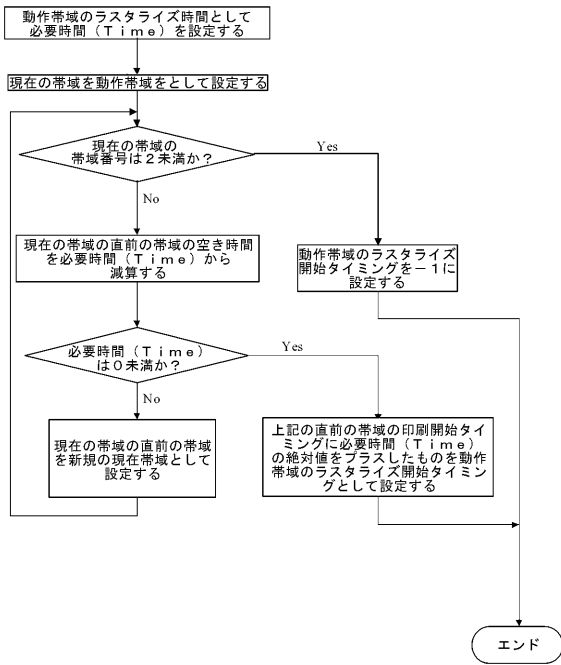 動作帯域のラスタライズ時間として
必要時間（Ｔｉｍｅ）を設定する
現在の帯域を動作帯域をとして設定する
現在の帯域の
帯域番号は２未満か？
Yes
No
現在の帯域の直前の帯域の空き時間
を必要時間（Ｔｉｍｅ）から
減算する
動作帯域のラスタライズ
開始タイミングを－１に
設定する
必要時間（Ｔｉｍｅ）
は０未満か？
Yes
No
現在の帯域の直前の帯域
を新規の現在帯域として
設定する
上記の直前の帯域の印刷開始タイ
ミングに必要時間（Ｔｉｍｅ）
の絶対値をプラスしたものを動作
帯域のラスタライズ開始タイミン
グとして設定する
エンド